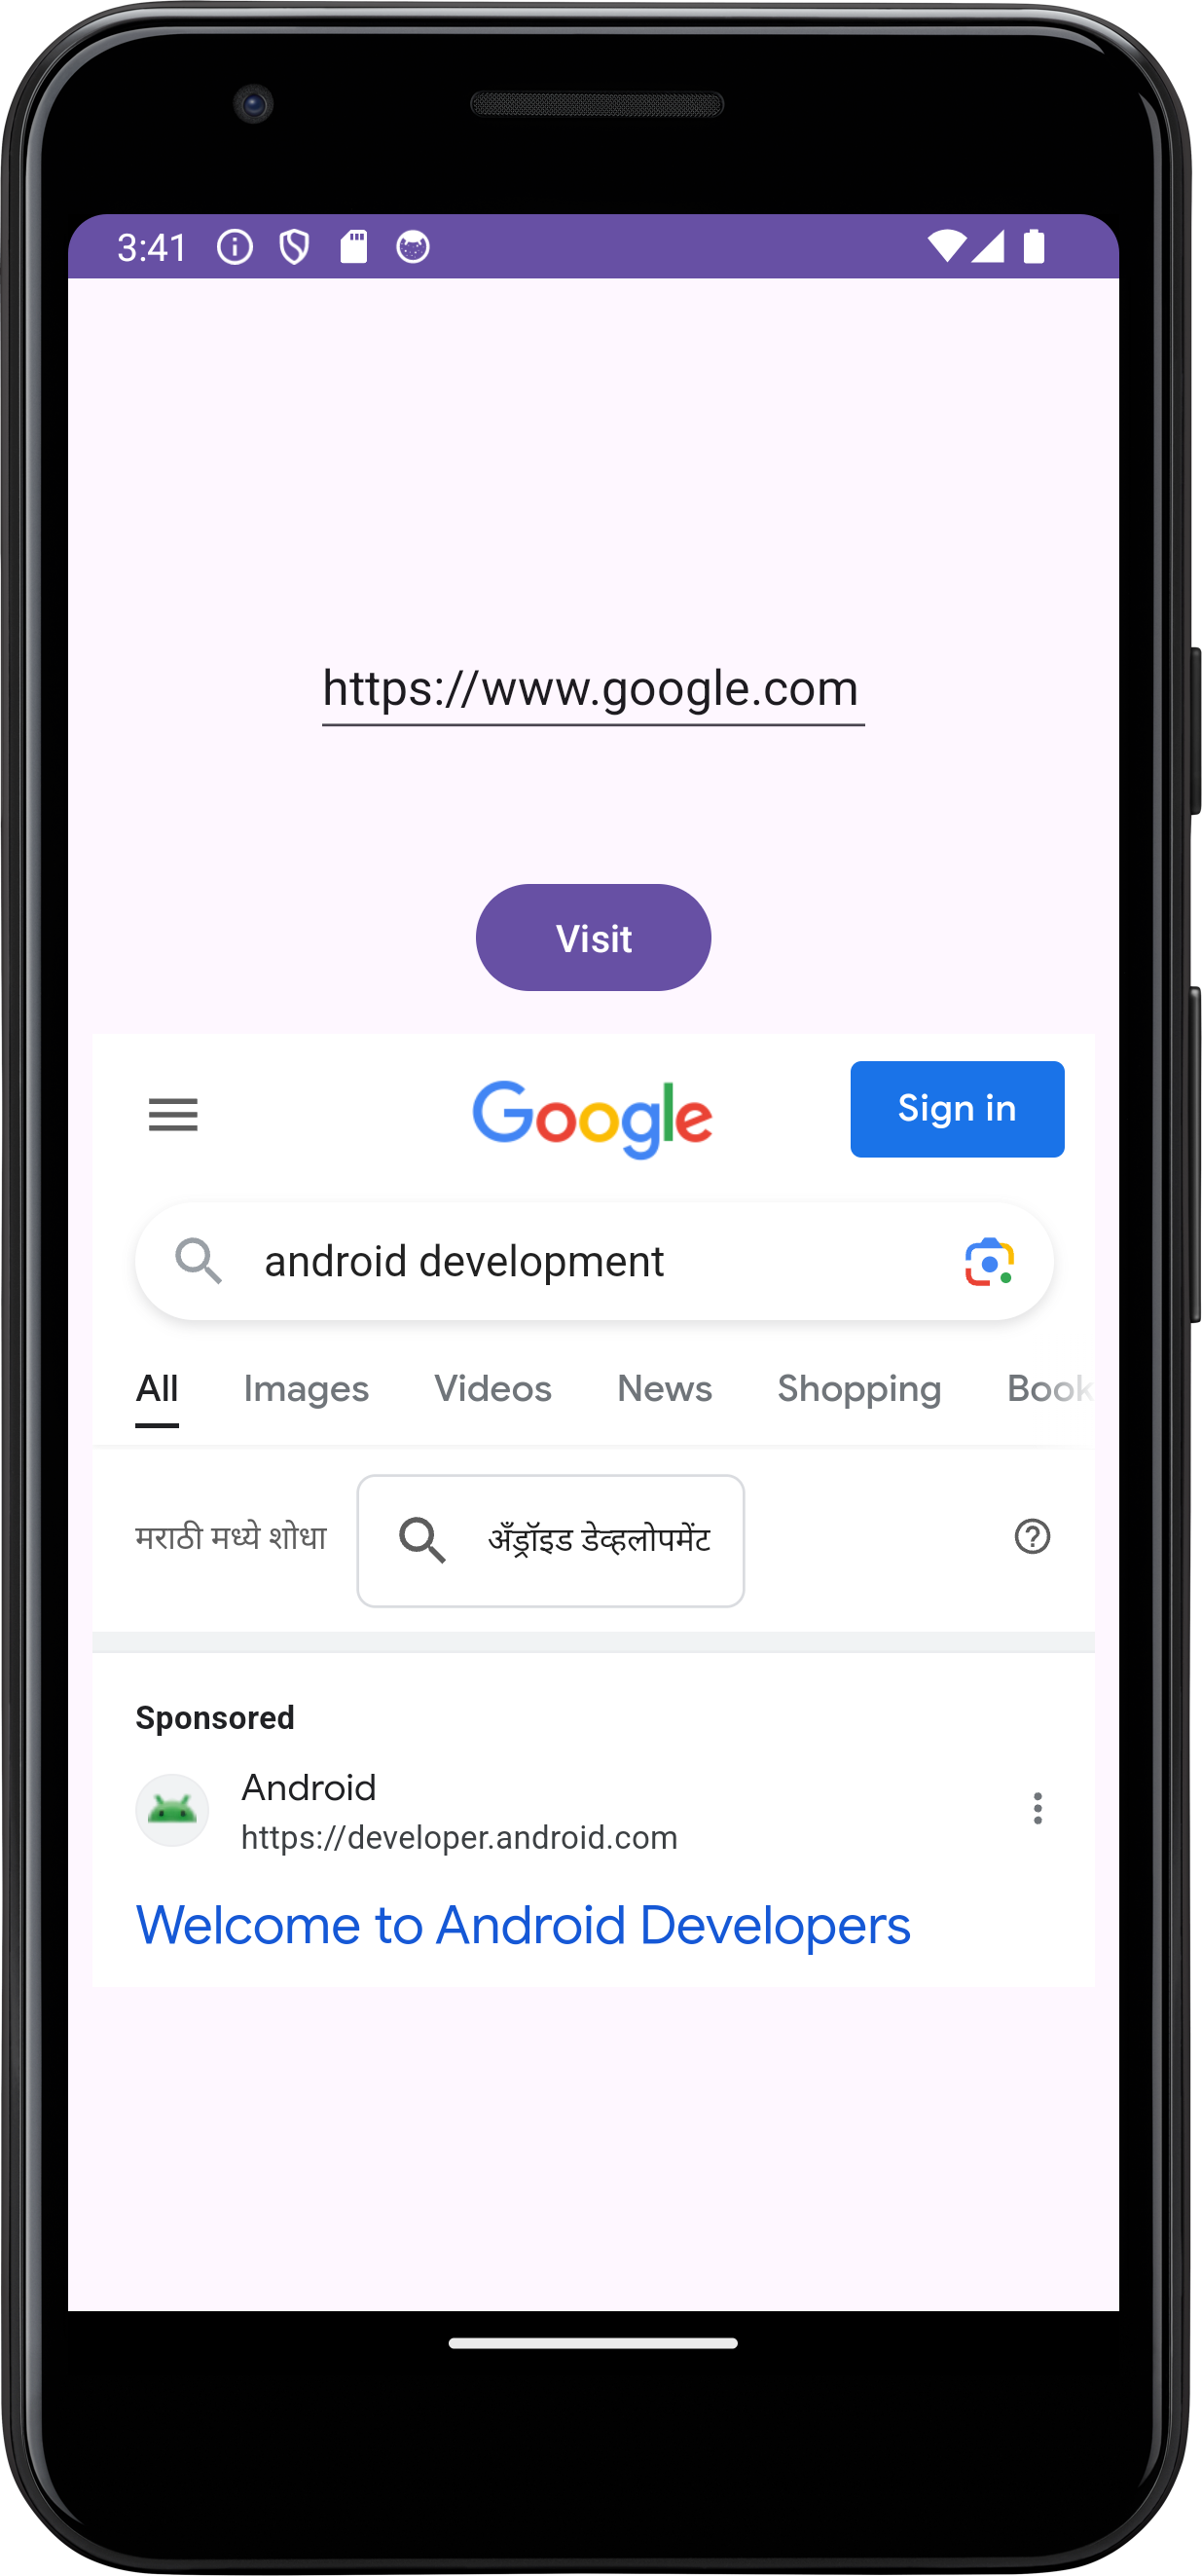 3:41
https://www.google.com
Visit
Google
Sign in
android development
All Images Videos News Shopping Book
मराठी मध्ये शोधा अँड्रॉइड डेव्हलोपमेंट
Sponsored
Android
https://developer.android.com
Welcome to Android Developers